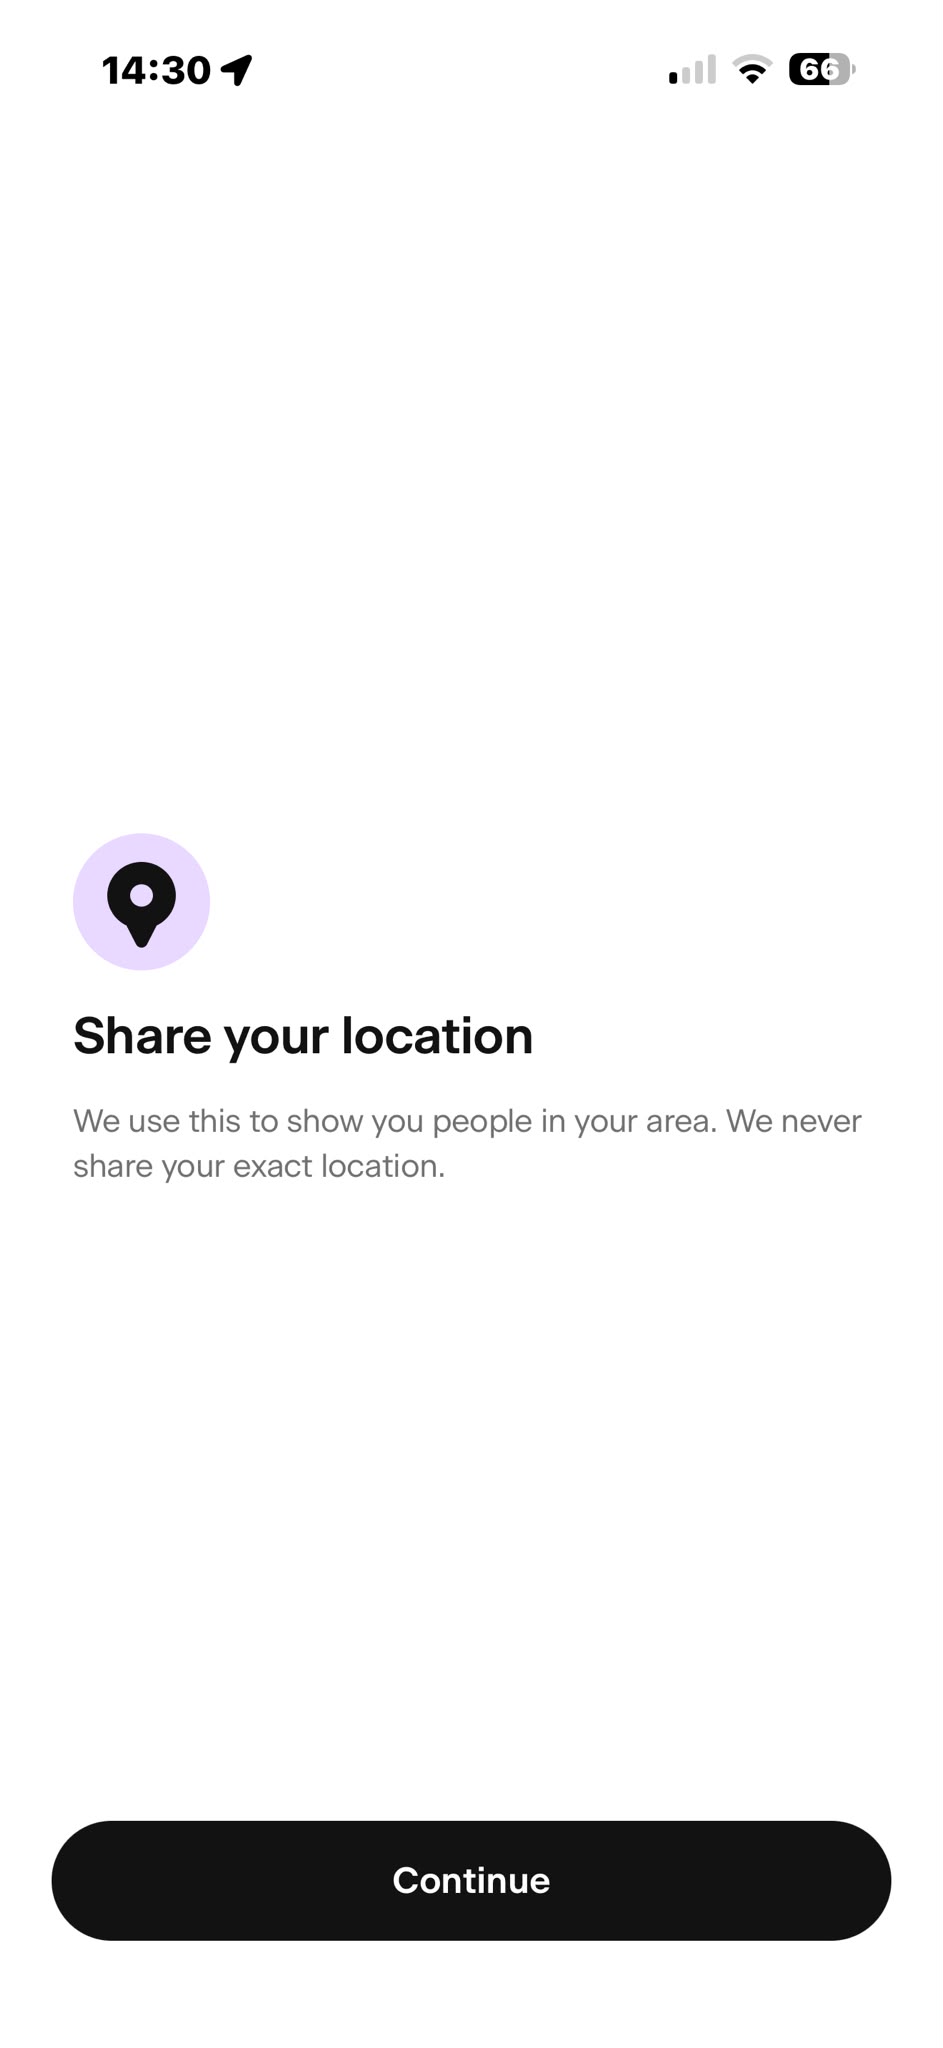 14:30
66
Share your location
We use this to show you people in your area. We never
share your exact location.
Continue